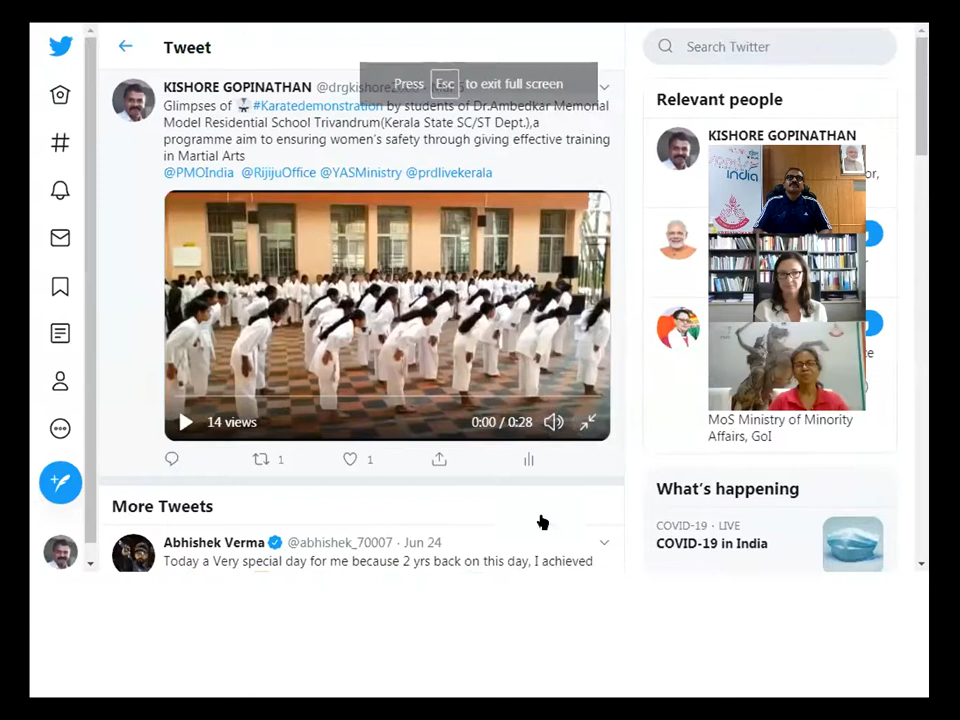 Tweet
KISHORE GOPINATHAN @drgkishore
Press Esc to exit full screen
Glimpses of #Karatedemonstration by students of Dr.Ambedkar Memorial
Model Residential School Trivandrum(Kerala State SC/ST Dept.),a
programme aim to ensuring women's safety through giving effective training
in Martial Arts
@PMOIndia @RijijuOffice @YASMinistry @prdlivekerala
14 views
0:00 / 0:28
1
1
More Tweets
Abhishek Verma @abhishek_70007 · Jun 24
Today a Very special day for me because 2 yrs back on this day, I achieved
Search Twitter
Relevant people
KISHORE GOPINATHAN
or,
india
MoS Ministry of Minority
Affairs, GoI
What's happening
COVID-19 · LIVE
COVID-19 in India